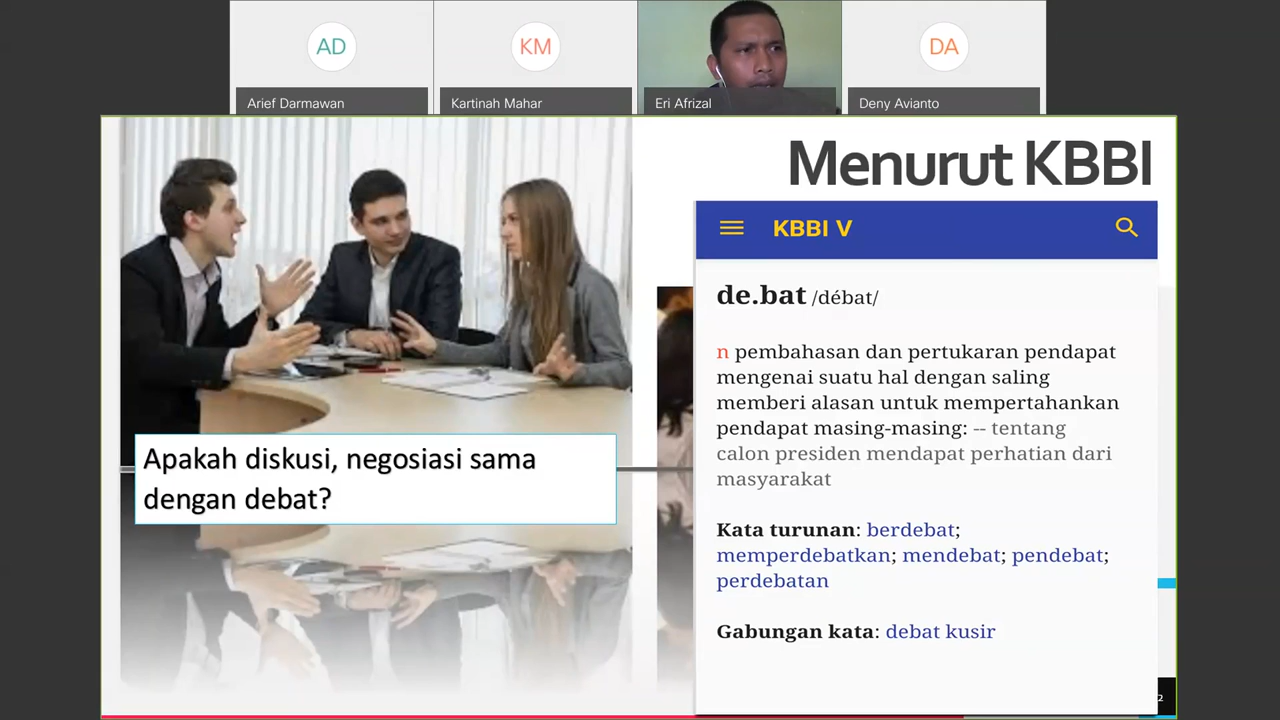 AD
KM
DA
Arief Darmawan
Kartinah Mahar
Eri Afrizal
Deny Avianto
Menurut KBBI
KBBI V
de.bat /débat/
n pembahasan dan pertukaran pendapat
mengenai suatu hal dengan saling
memberi alasan untuk mempertahankan
pendapat masing-masing: -- tentang
calon presiden mendapat perhatian dari
masyarakat
Kata turunan: berdebat;
memperdebatkan; mendebat; pendebat;
perdebatan
Gabungan kata: debat kusir
Apakah diskusi, negosiasi sama
dengan debat?
2